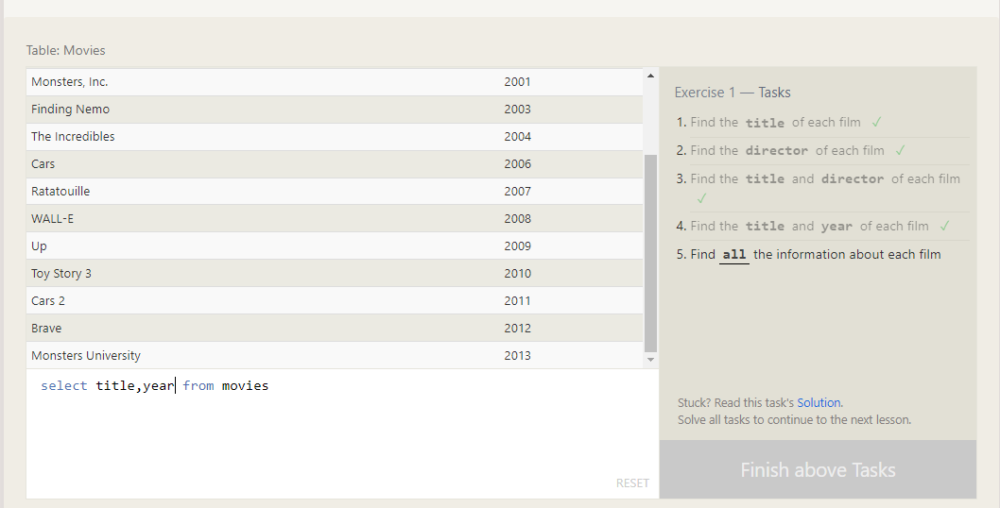 Table: Movies
Monsters, Inc. 2001
Finding Nemo 2003
The Incredibles 2004
Cars 2006
Ratatouille 2007
WALL-E 2008
Up 2009
Toy Story 3 2010
Cars 2 2011
Brave 2012
Monsters University 2013
select title,year from movies
RESET
Exercise 1 — Tasks
1. Find the title of each film ✓
2. Find the director of each film ✓
3. Find the title and director of each film
✓
4. Find the title and year of each film ✓
5. Find all the information about each film
Stuck? Read this task's Solution.
Solve all tasks to continue to the next lesson.
Finish above Tasks